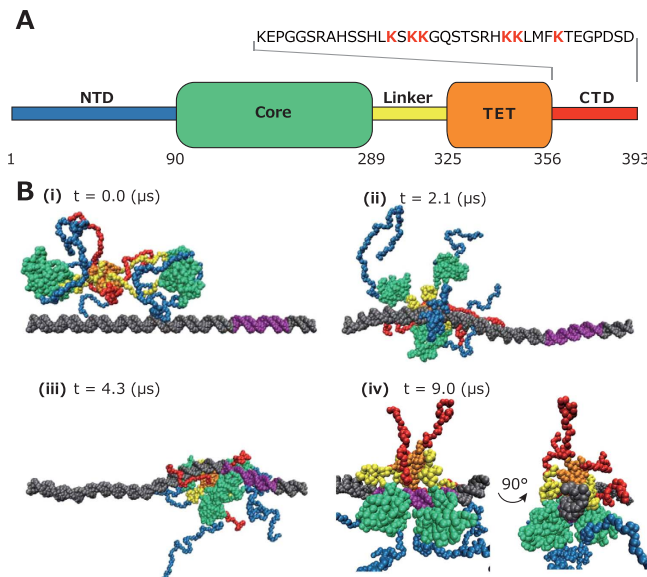 A
KEPGGSRAHSSHLKSKKGQSTSRHKKLMFKTEGPDSD
NTD Core Linker TET CTD
1 90 289 325 356 393
B (i) t = 0.0 (µs) (ii) t = 2.1 (µs)
(iii) t = 4.3 (µs) (iv) t = 9.0 (µs)
90°